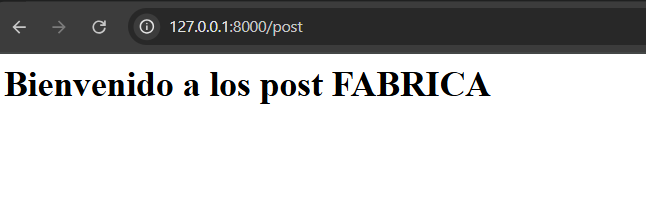 127.0.0.1:8000/post
Bienvenido a los post FABRICA